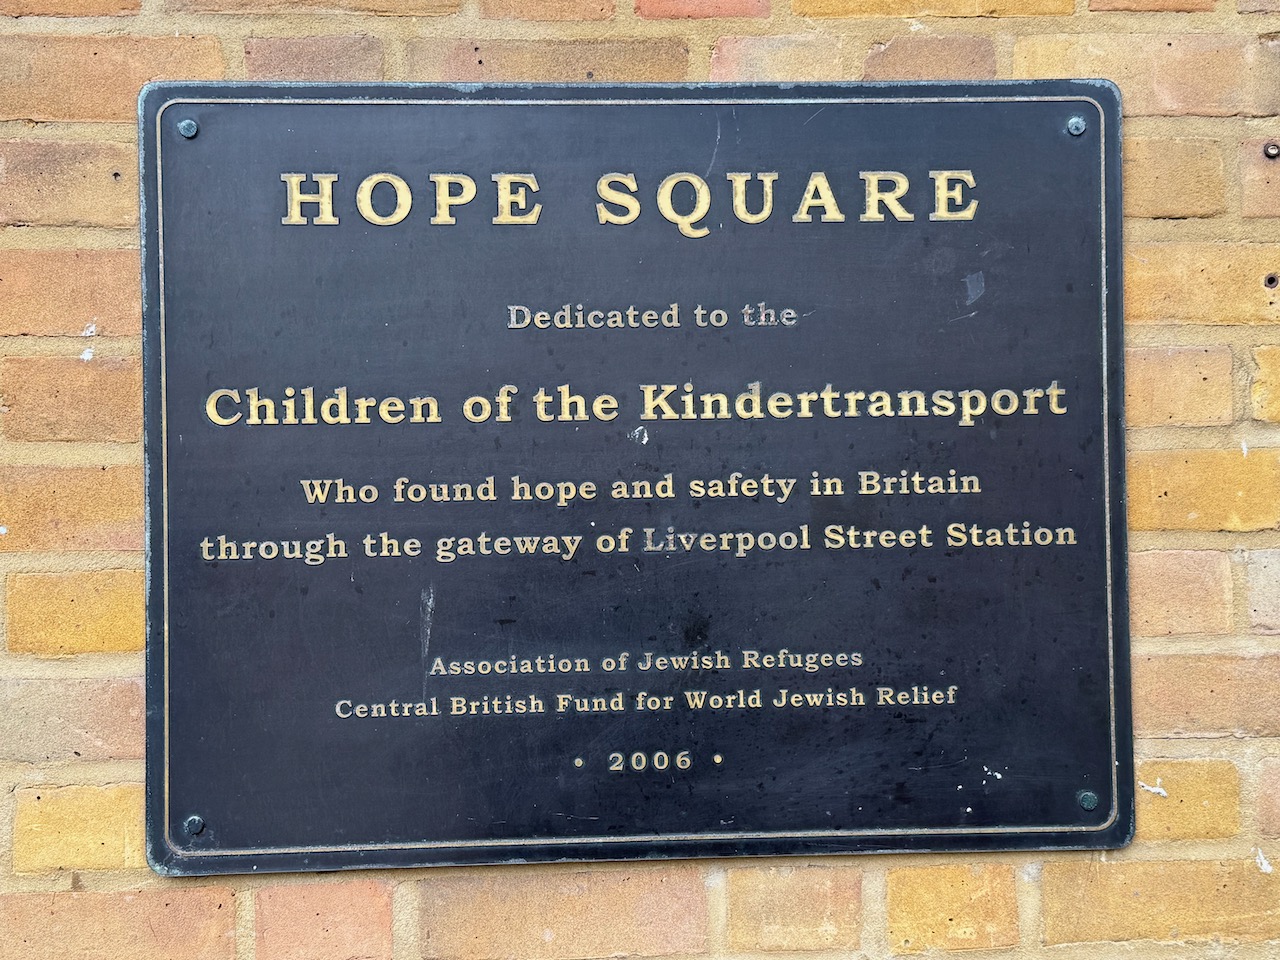 HOPE SQUARE
Dedicated to the
Children of the Kindertransport
Who found hope and safety in Britain
through the gateway of Liverpool Street Station
Association of Jewish Refugees
Central British Fund for World Jewish Relief
• 2006 •